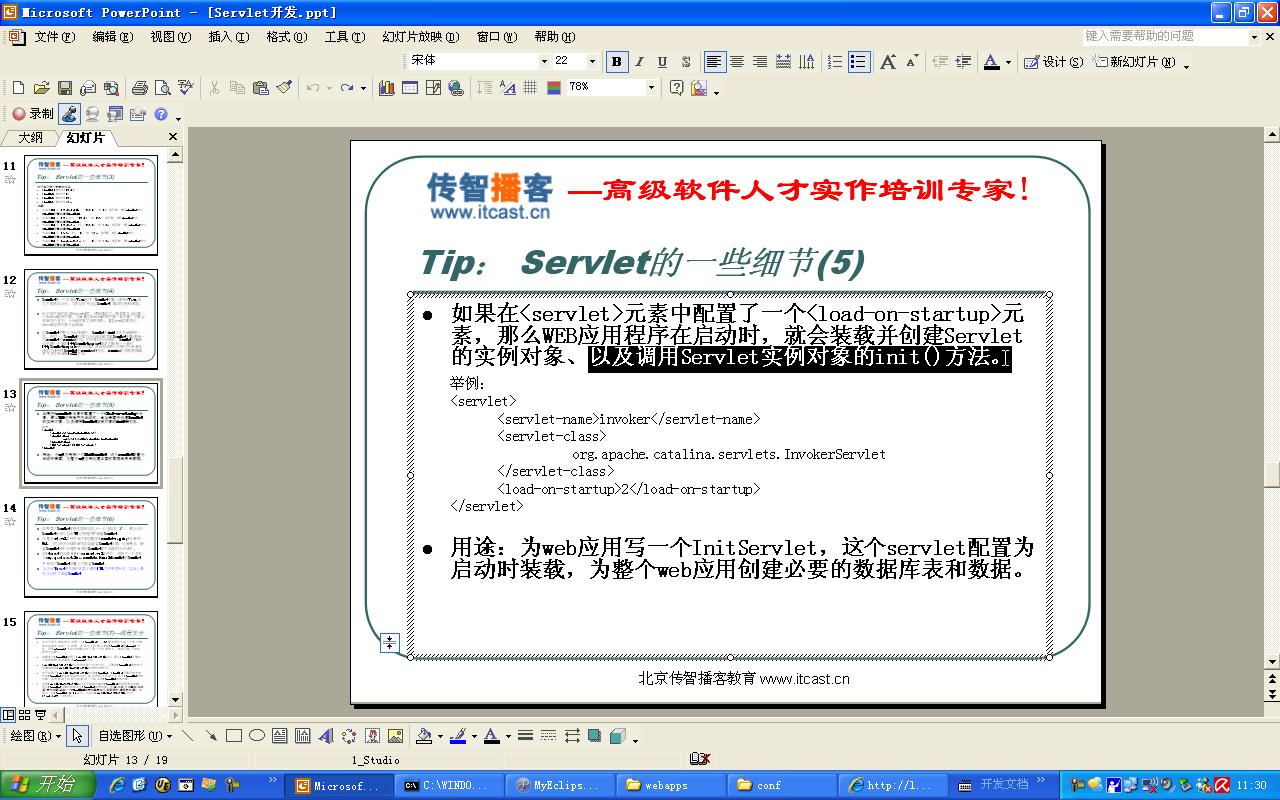 Microsoft PowerPoint - [Servlet开发.ppt]
文件(F) 编辑(E) 视图(V) 插入(I) 格式(O) 工具(T) 幻灯片放映(D) 窗口(W) 帮助(H) 键入需要帮助的问题
宋体 22 B I U S 设计(S) 新幻灯片(N)
78%
录制
大纲 幻灯片
11
12
13
14
15
传智播客 —高级软件人才实作培训专家!
www.itcast.cn
Tip: Servlet的一些细节(5)
如果在<servlet>元素中配置了一个<load-on-startup>元
素，那么WEB应用程序在启动时，就会装载并创建Servlet
的实例对象、以及调用Servlet实例对象的init()方法。
举例:
<servlet>
<servlet-name>invoker</servlet-name>
<servlet-class>
org.apache.catalina.servlets.InvokerServlet
</servlet-class>
<load-on-startup>2</load-on-startup>
</servlet>
用途：为web应用写一个InitServlet，这个servlet配置为
启动时装载，为整个web应用创建必要的数据库表和数据。
北京传智播客教育 www.itcast.cn
绘图(R) 自选图形(U)
幻灯片 13 / 19 1_Studio
开始 Microsof... C:\WINDO... MyEclips... webapps conf http://l... 开发文档 11:30